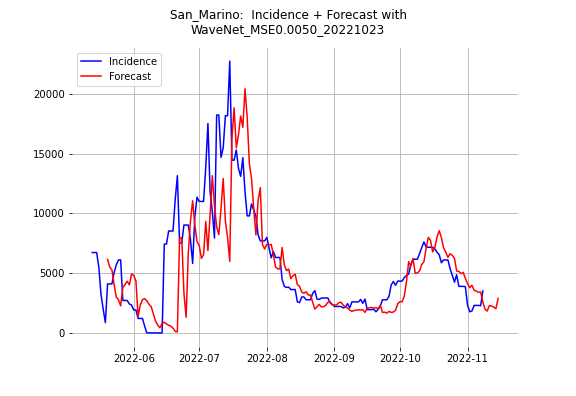 San_Marino:  Incidence + Forecast with
WaveNet_MSE0.0050_20221023
Incidence
Forecast
20000
15000
10000
5000
0
2022-06
2022-07
2022-08
2022-09
2022-10
2022-11